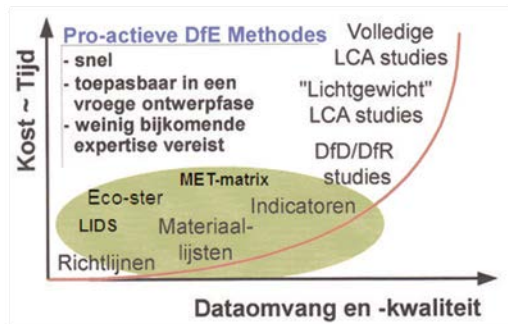 Pro-actieve DfE Methodes
- snel
- toepasbaar in een
vroege ontwerpfase
- weinig bijkomende
expertise vereist
Volledige
LCA studies
"Lichtgewicht"
LCA studies
DfD/DfR
studies
MET-matrix
Eco-ster
Indicatoren
LIDS
Materiaal-
lijsten
Richtlijnen
Kost ~ Tijd
Dataomvang en -kwaliteit